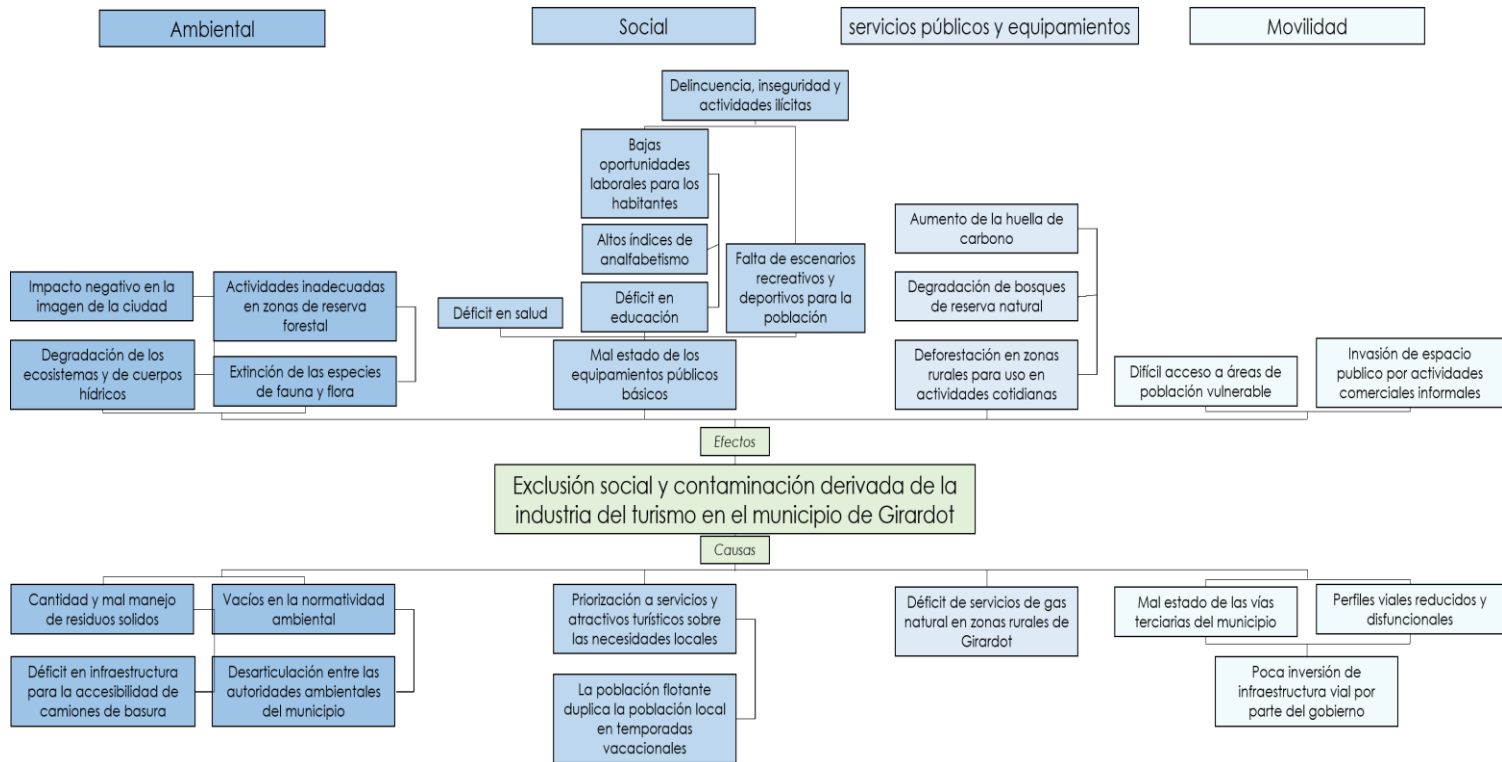 Ambiental
Social
servicios públicos y equipamientos
Movilidad
Delincuencia, inseguridad y
actividades ilícitas
Bajas
oportunidades
laborales para los
habitantes
Altos índices de
analfabetismo
Déficit en salud
Déficit en
educación
Falta de escenarios
recreativos y
deportivos para la
población
Mal estado de los
equipamientos públicos
básicos
Impacto negativo en la
imagen de la ciudad
Actividades inadecuadas
en zonas de reserva
forestal
Degradación de los
ecosistemas y de cuerpos
hídricos
Extinción de las especies
de fauna y flora
Aumento de la huella de
carbono
Degradación de bosques
de reserva natural
Deforestación en zonas
rurales para uso en
actividades cotidianas
Difícil acceso a áreas de
población vulnerable
Invasión de espacio
publico por actividades
comerciales informales
Efectos
Exclusión social y contaminación derivada de la
industria del turismo en el municipio de Girardot
Causas
Cantidad y mal manejo
de residuos solidos
Vacíos en la normatividad
ambiental
Déficit en infraestructura
para la accesibilidad de
camiones de basura
Desarticulación entre las
autoridades ambientales
del municipio
Priorización a servicios y
atractivos turísticos sobre
las necesidades locales
La población flotante
duplica la población local
en temporadas
vacacionales
Déficit de servicios de gas
natural en zonas rurales de
Girardot
Mal estado de las vías
terciarias del municipio
Perfiles viales reducidos y
disfuncionales
Poca inversión de
infraestructura vial por
parte del gobierno